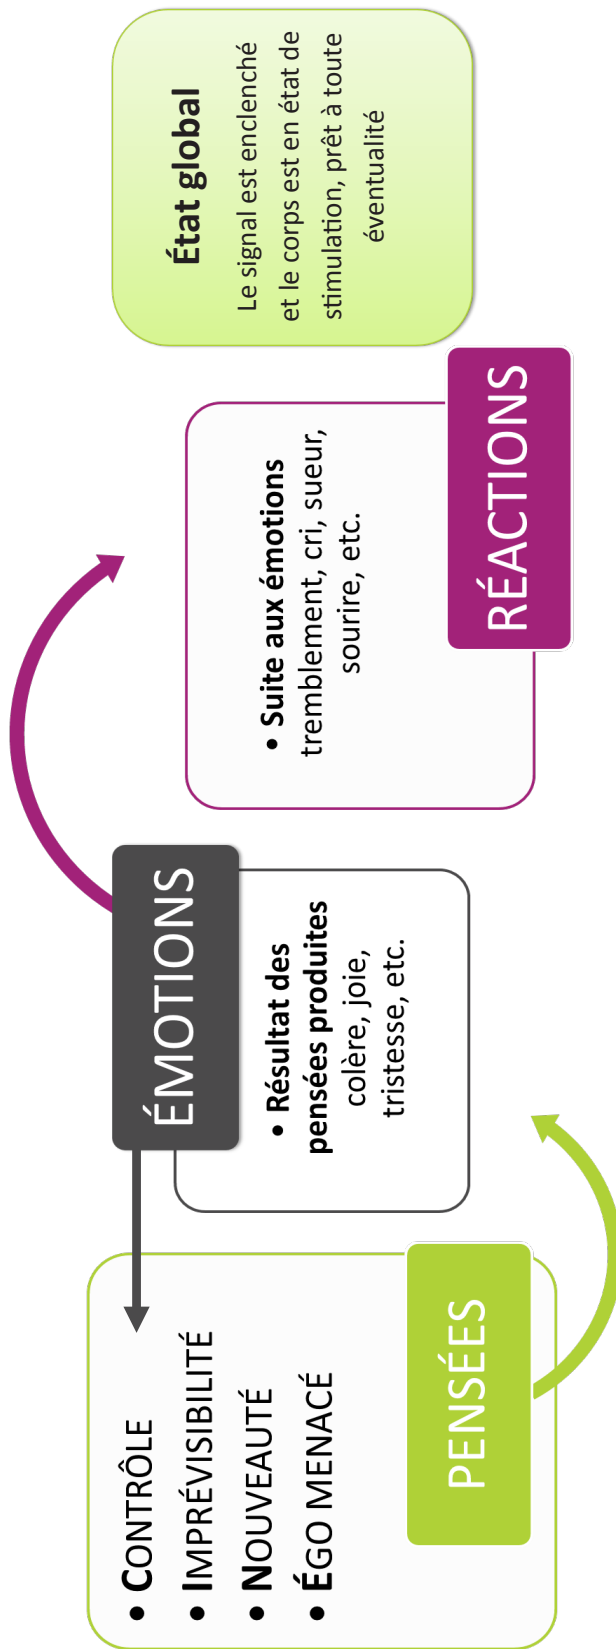 • CONTRÔLE
• IMPRÉVISIBILITÉ
• NOUVEAUTÉ
• ÉGO MENACÉ
PENSÉES
ÉMOTIONS
• Résultat des
pensées produites
colère, joie,
tristesse, etc.
• Suite aux émotions
tremblement, cri, sueur,
sourire, etc.
RÉACTIONS
État global
Le signal est enclenché
et le corps est en état de
stimulation, prêt à toute
éventualité